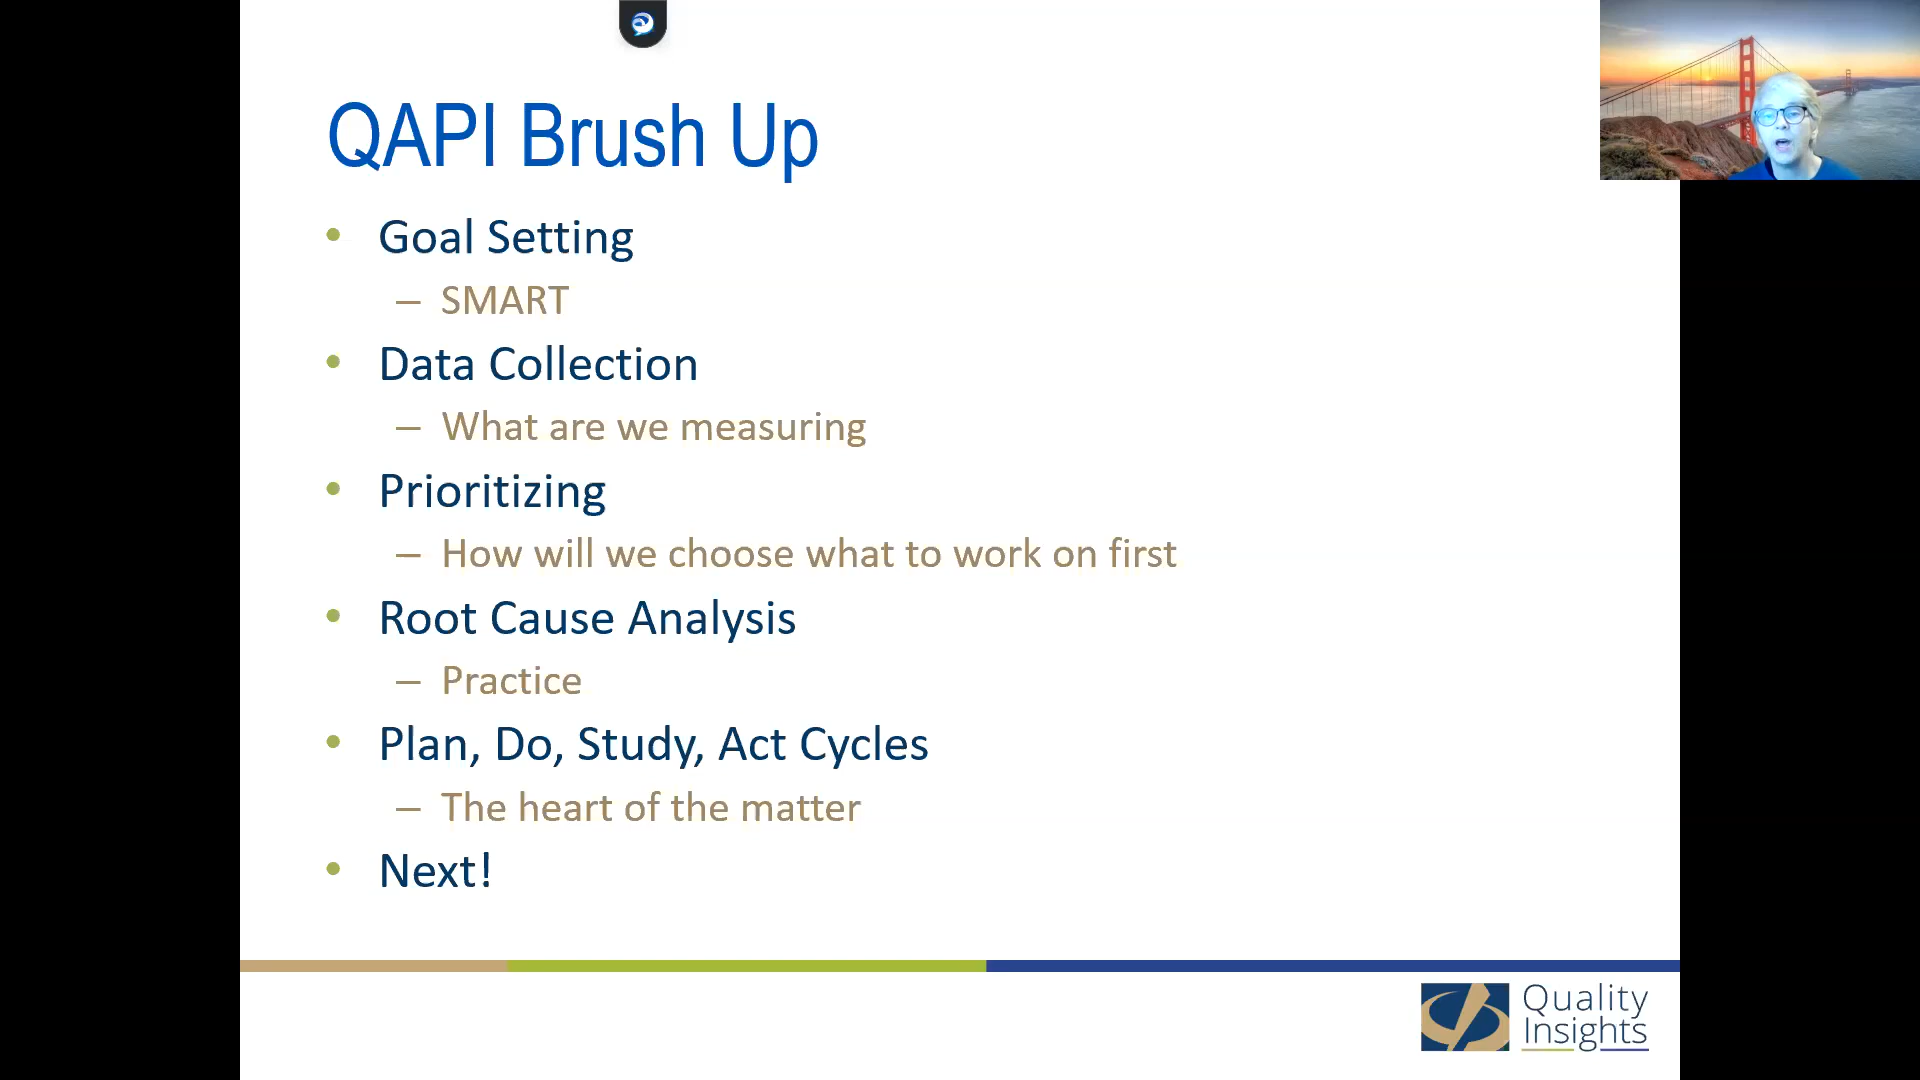 QAPI Brush Up
• Goal Setting
– SMART
• Data Collection
– What are we measuring
• Prioritizing
– How will we choose what to work on first
• Root Cause Analysis
– Practice
• Plan, Do, Study, Act Cycles
– The heart of the matter
• Next!
Quality
Insights